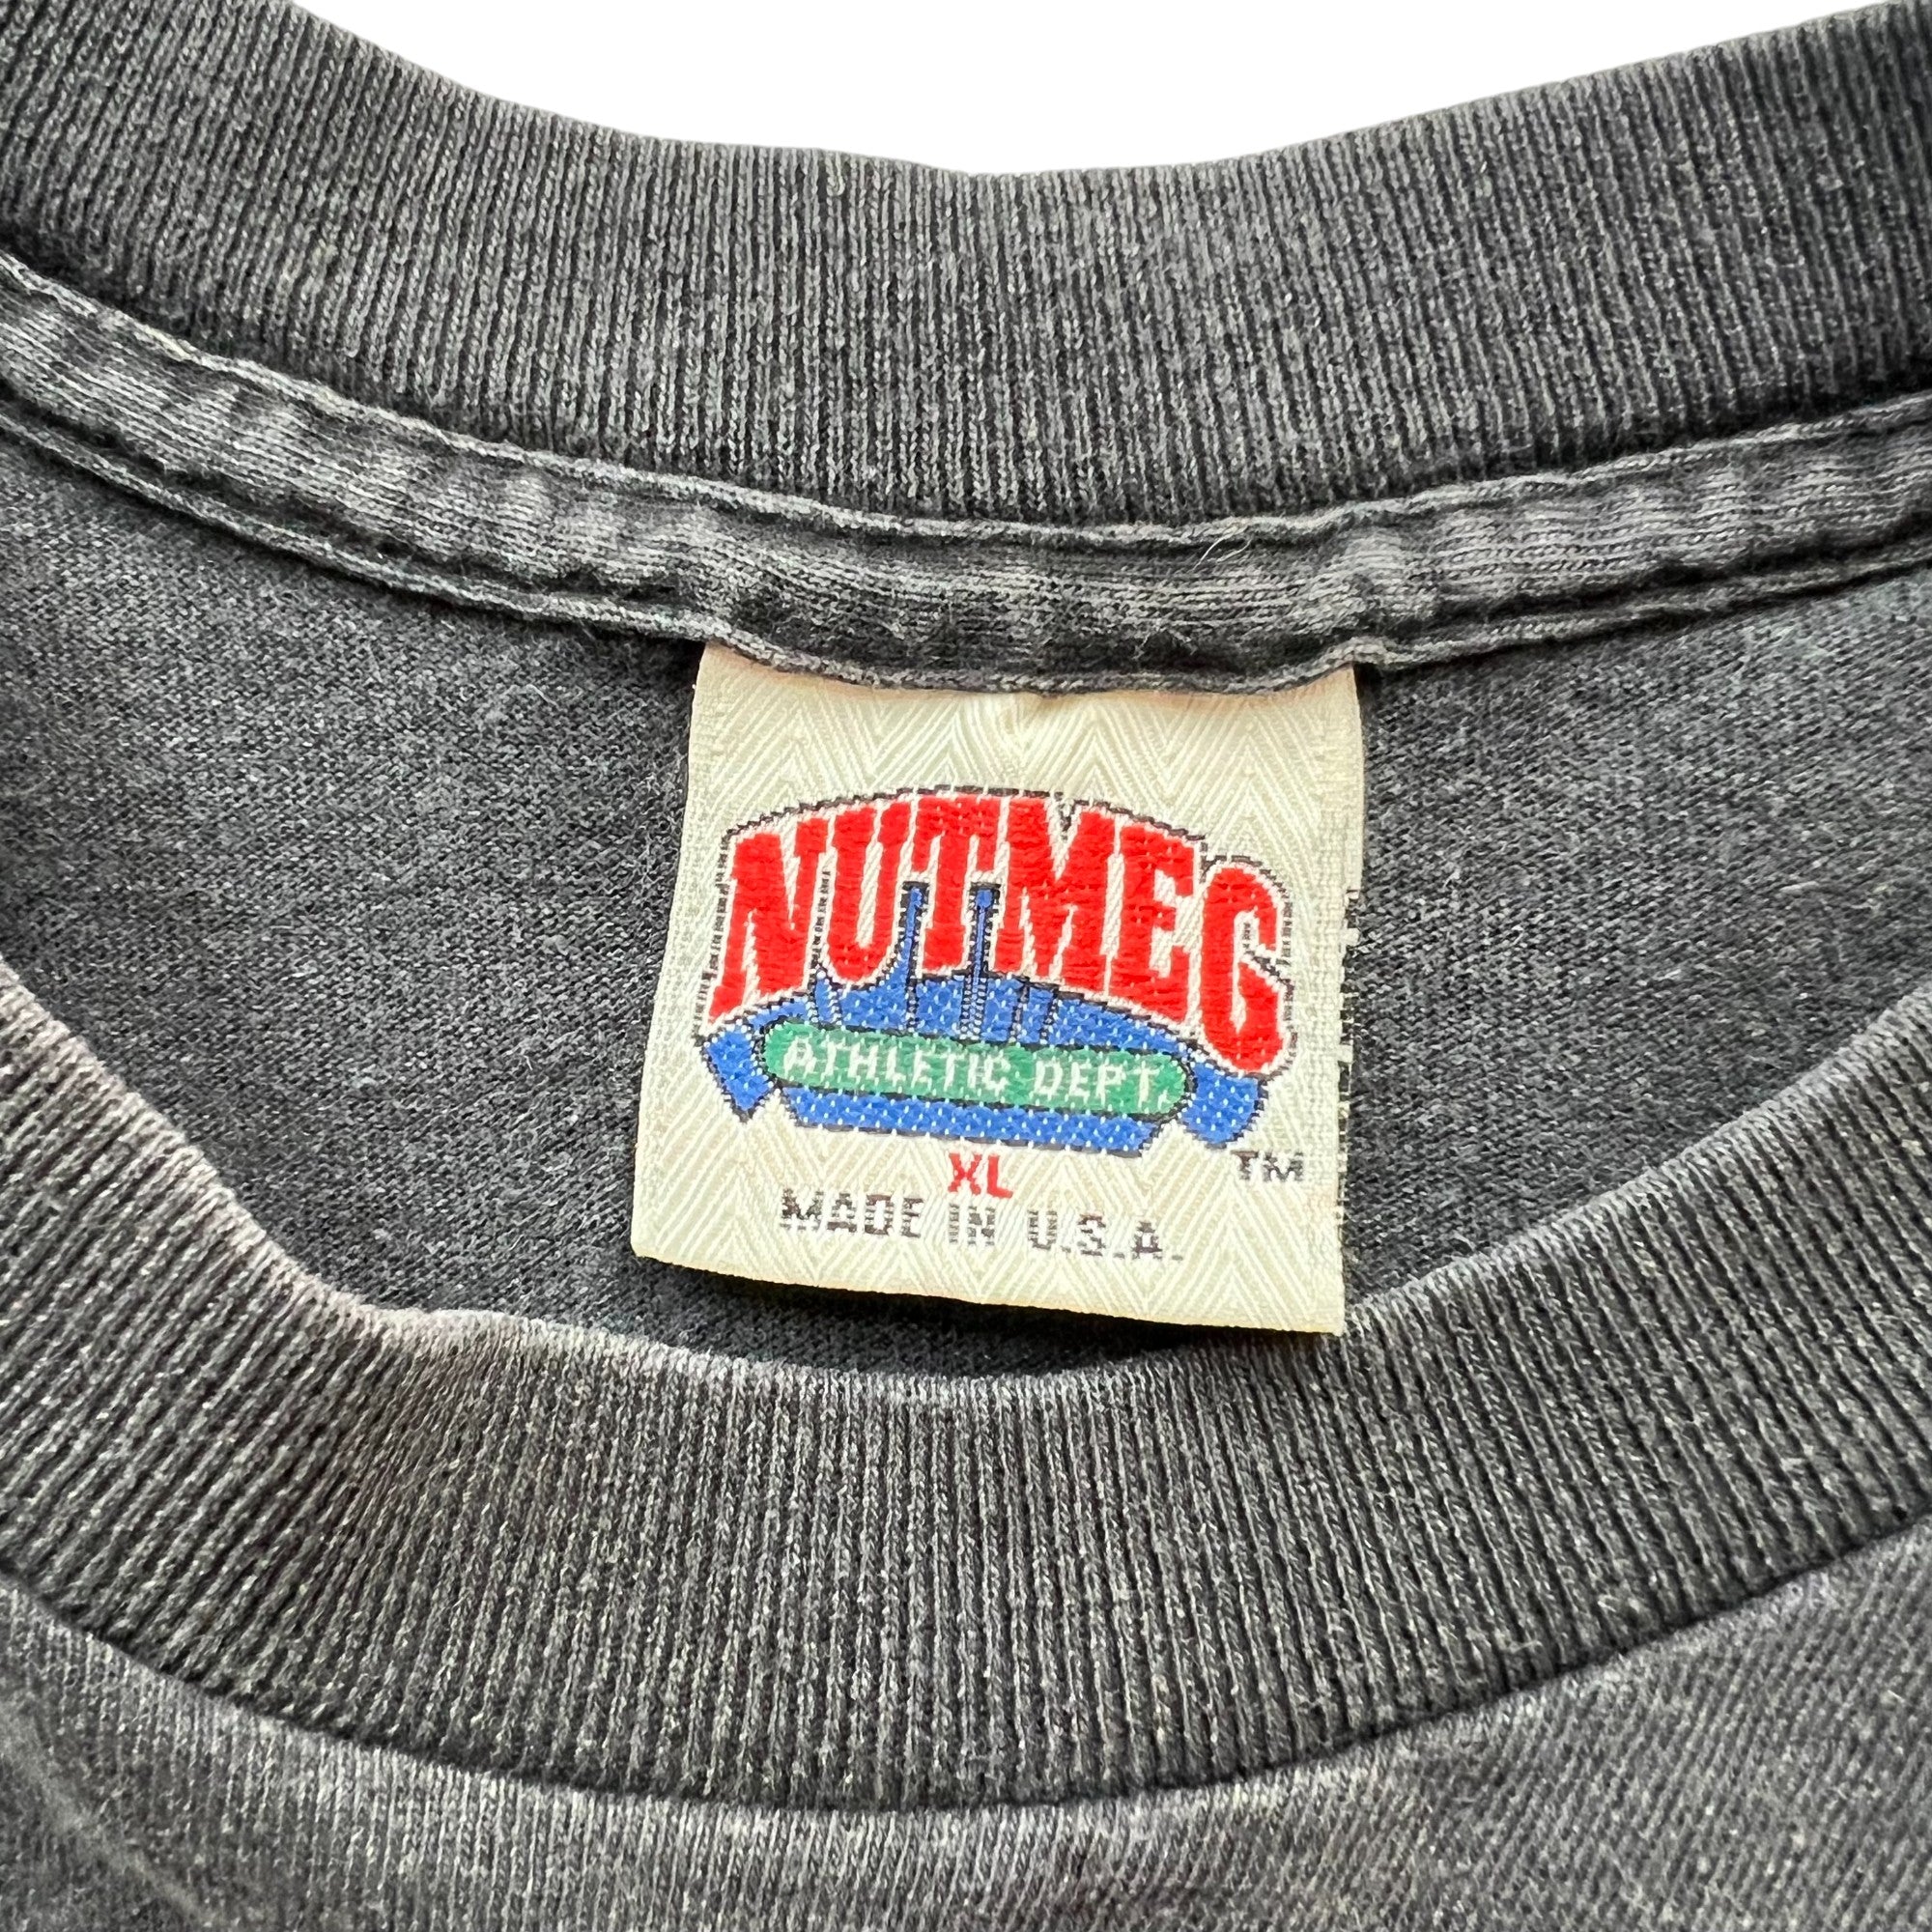 NUTMEG
ATHLETIC DEPT.
TM
XL
MADE IN U.S.A.